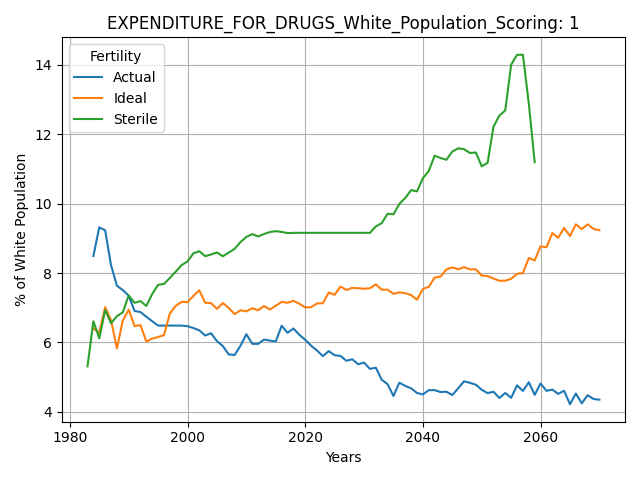 EXPENDITURE_FOR_DRUGS_White_Population_Scoring: 1
Fertility
Actual
Ideal
Sterile
% of White Population
14
12
10
8
6
4
1980
2000
2020
2040
2060
Years